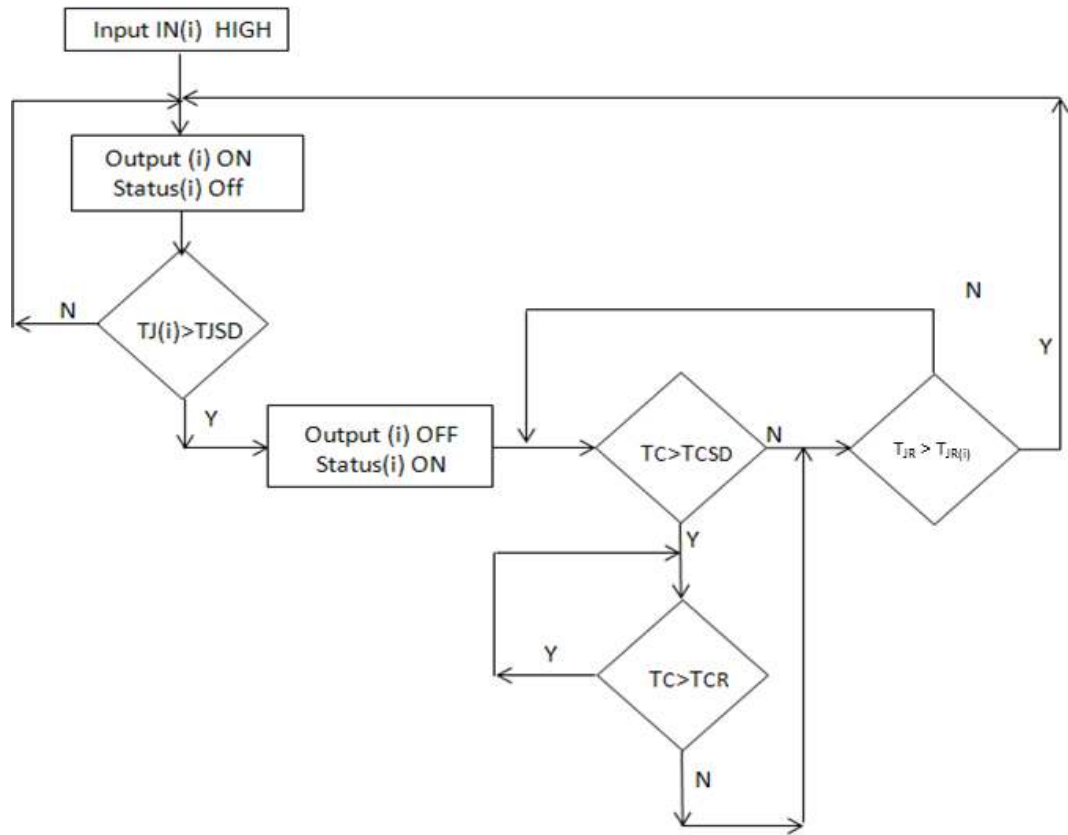 Input IN(i) HIGH
Output (i) ON
Status(i) Off
N
TJ(i)>TJSD
Y
Output (i) OFF
Status(i) ON
TC>TCSD
N
TJR > TJR(i)
N
Y
Y
TC>TCR
Y
N